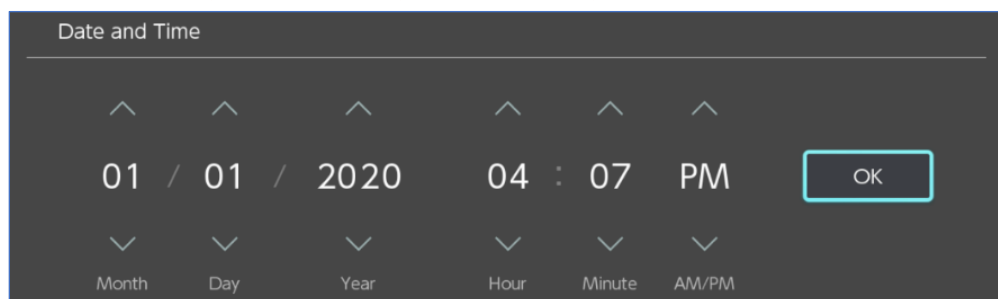 Date and Time
01 / 01 / 2020 04 : 07 PM OK
Month Day Year Hour Minute AM/PM